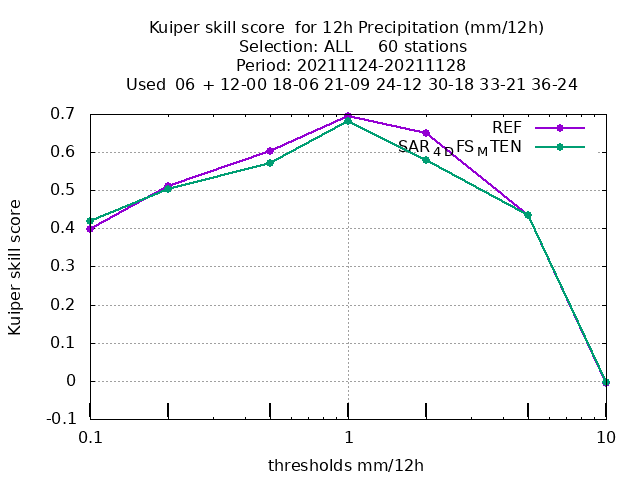 Kuiper skill score  for 12h Precipitation (mm/12h)
Selection: ALL     60 stations
Period: 20211124-20211128
Used  06 + 12-00 18-06 21-09 24-12 30-18 33-21 36-24
REF
SAR4DFSMTEN
Kuiper skill score
0.7
0.6
0.5
0.4
0.3
0.2
0.1
0
-0.1
0.1 1 10
thresholds mm/12h